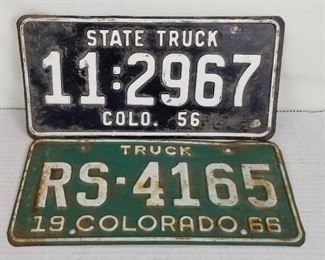 STATE TRUCK
11:2967
COLO. 56
TRUCK
RS-4165
19 COLORADO 66